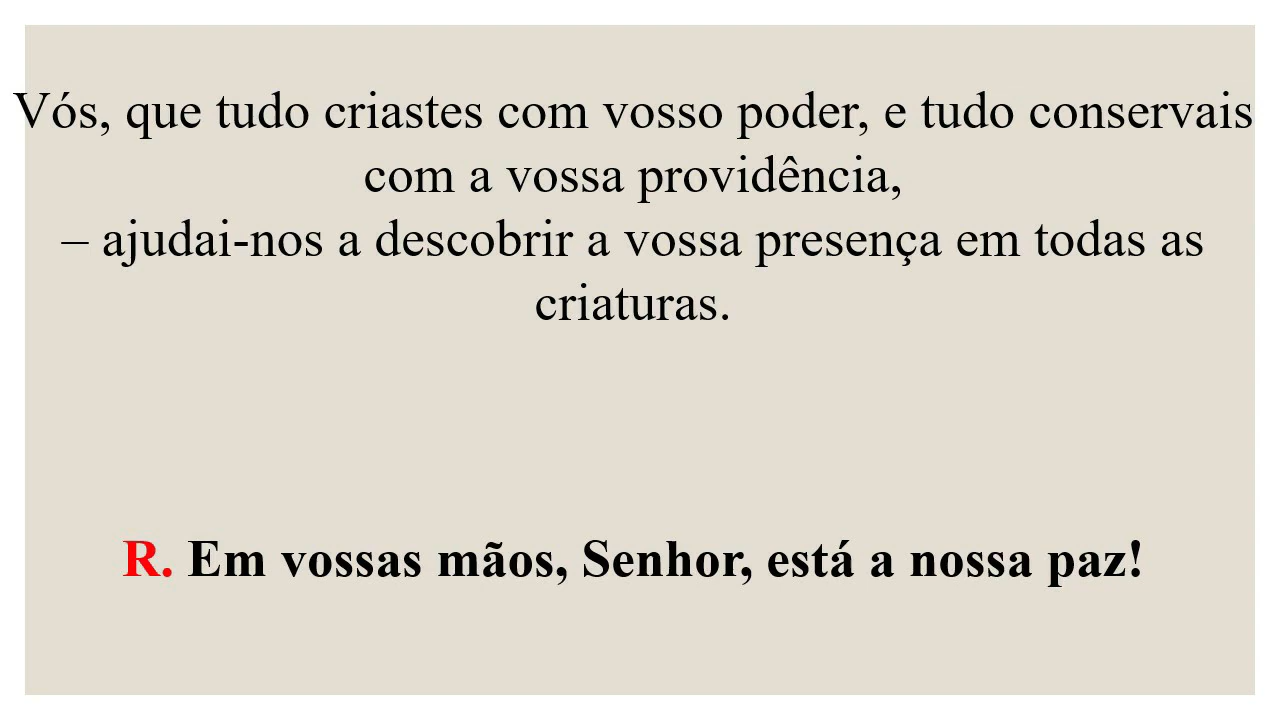 Vós, que tudo criastes com vosso poder, e tudo conservais
com a vossa providência,
– ajudai-nos a descobrir a vossa presença em todas as
criaturas.
R. Em vossas mãos, Senhor, está a nossa paz!